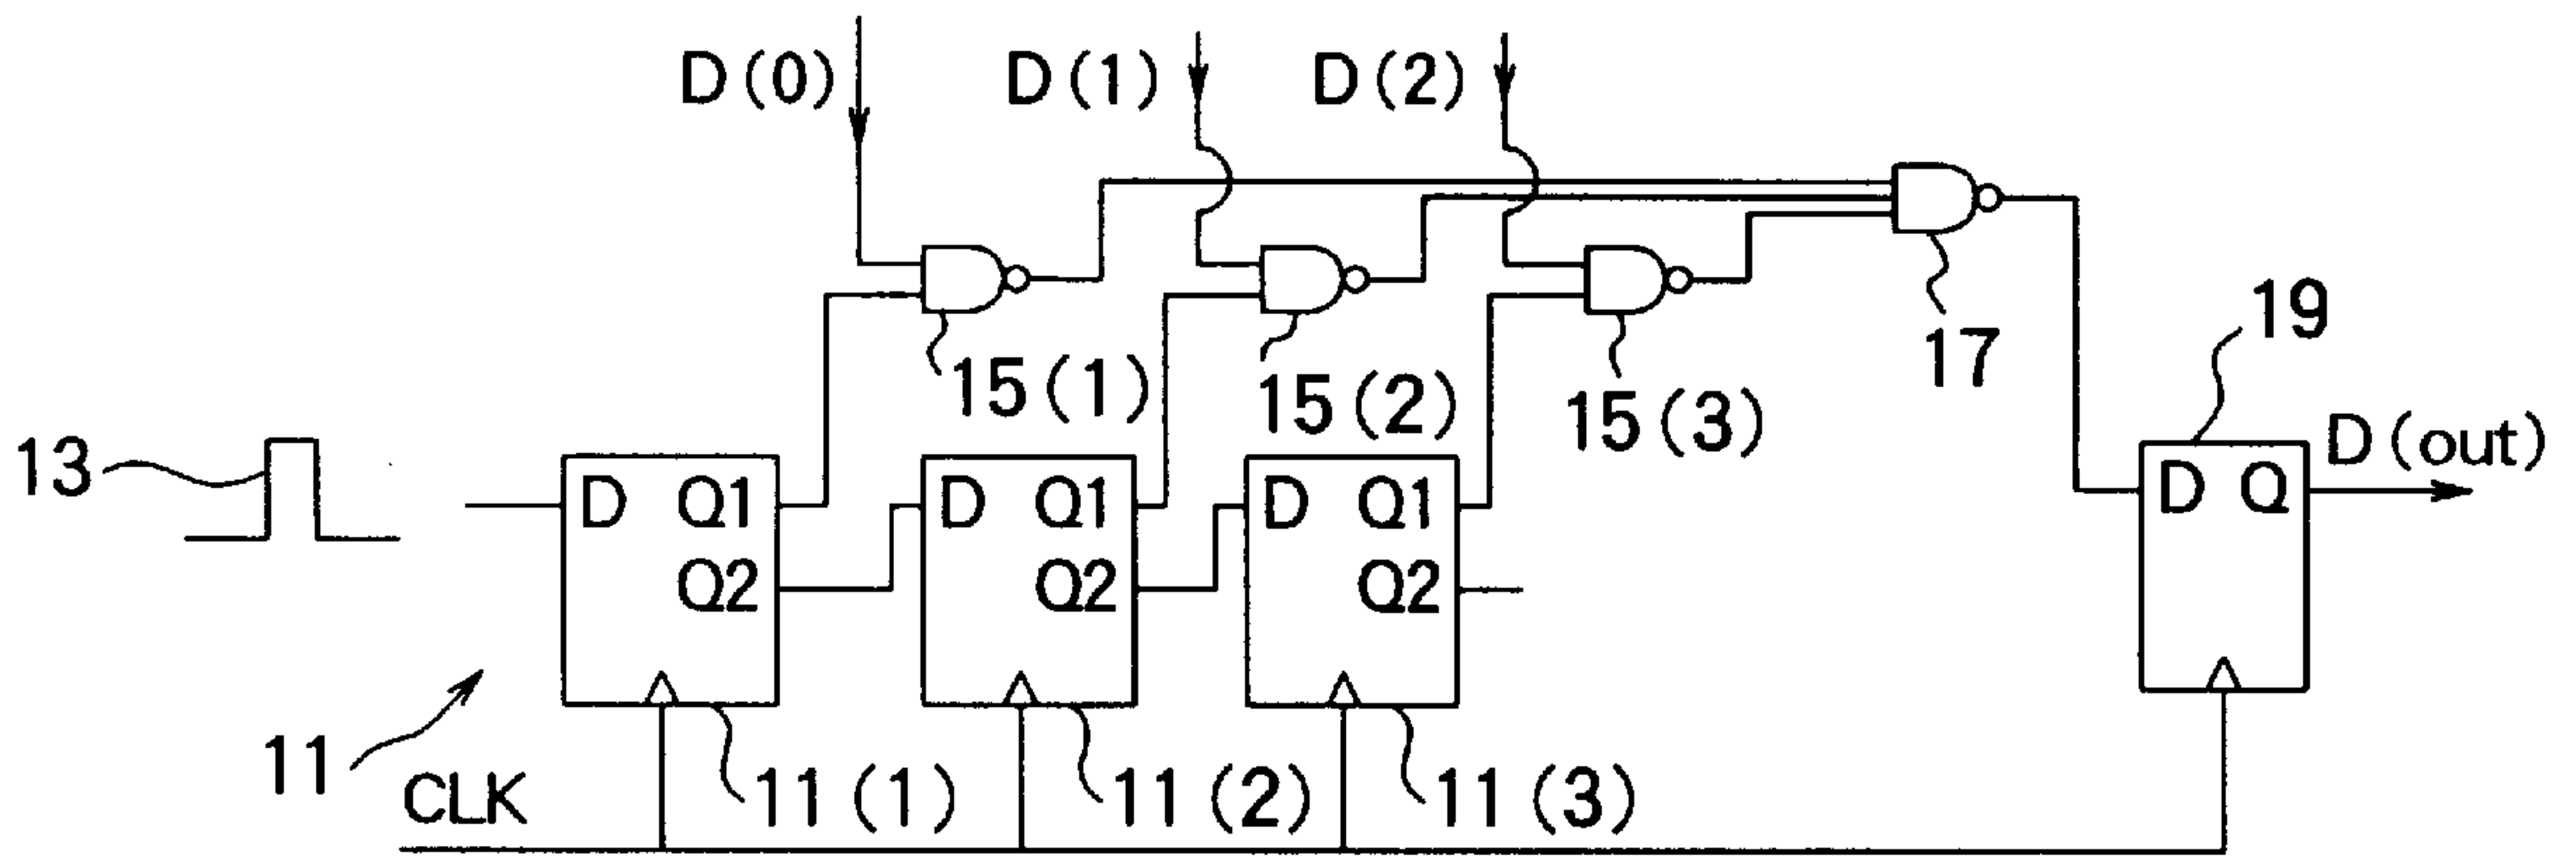 D(0) D(1) D(2)
17
19
15(1) 15(2) 15(3)
13
D Q1 D Q1 D Q1 D Q D(out)
Q2 Q2 Q2
11
CLK 11(1) 11(2) 11(3)